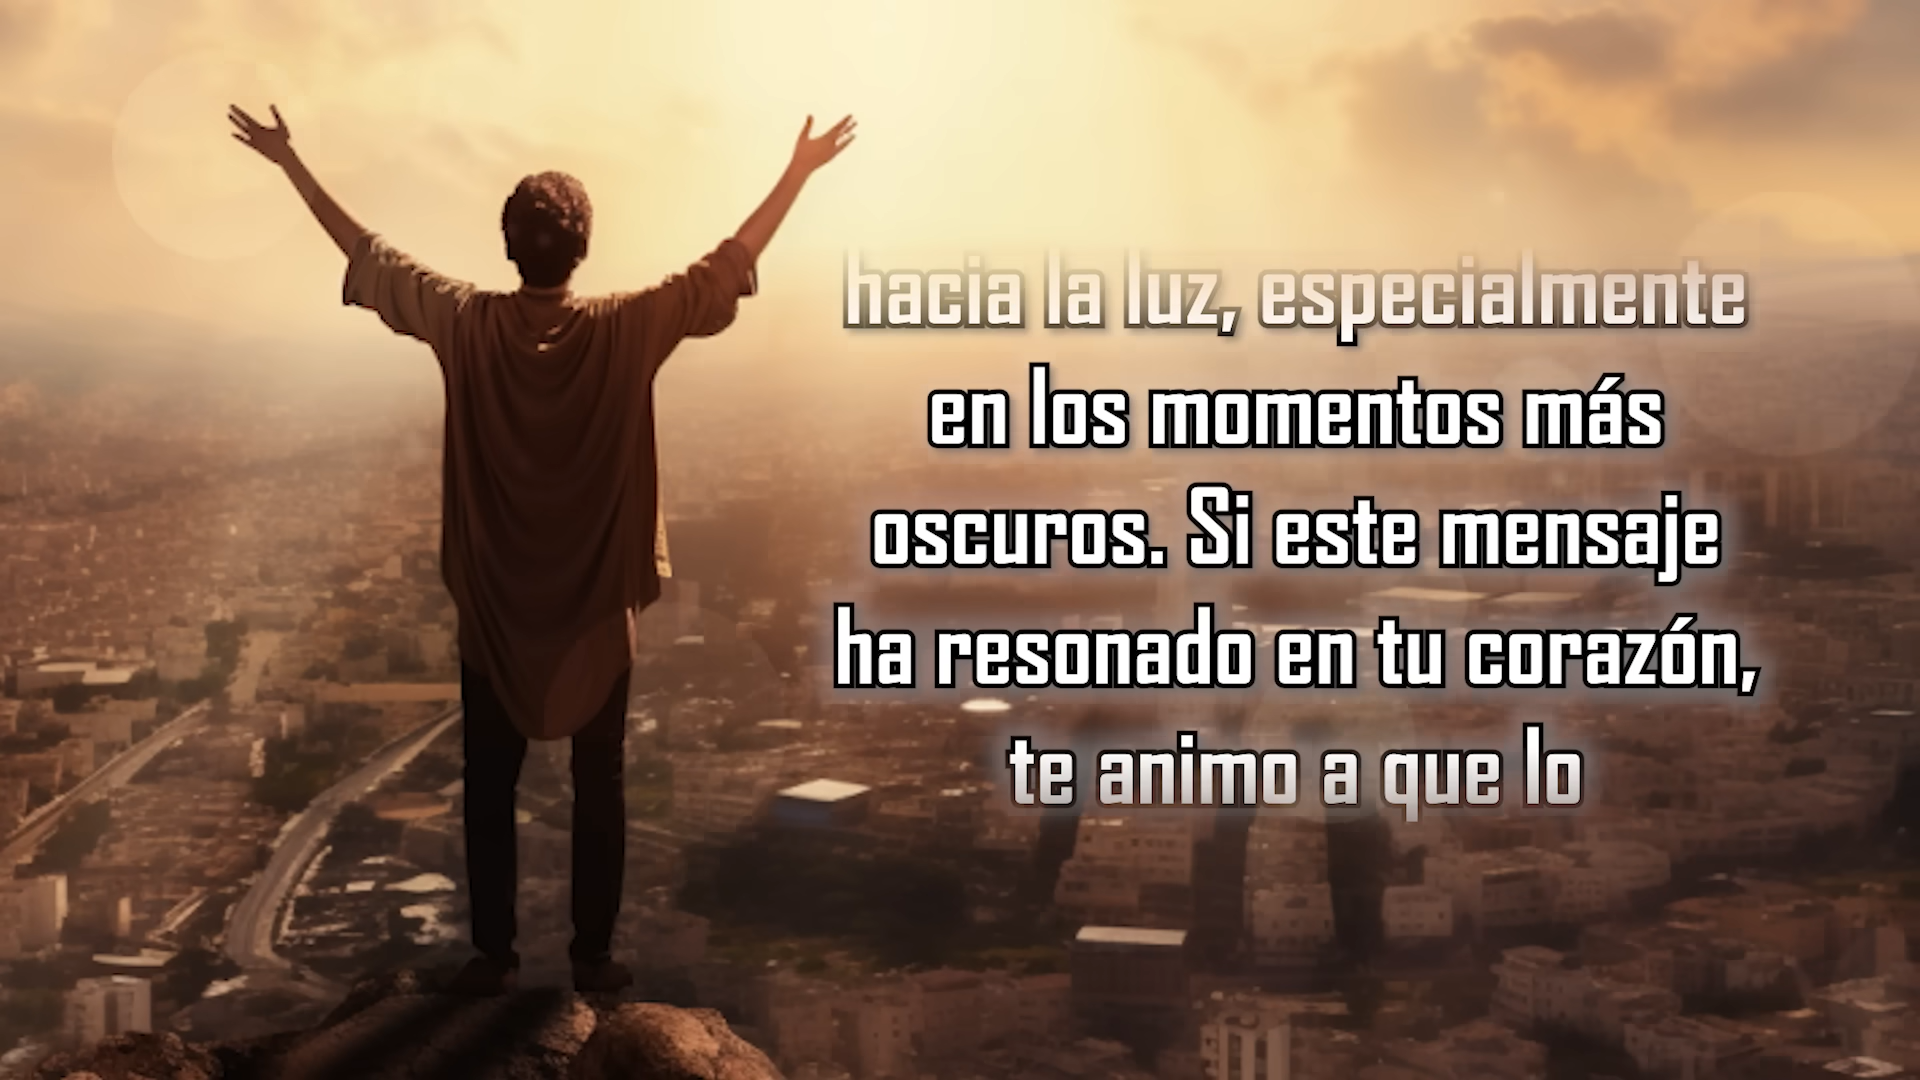 hacia la luz, especialmente
en los momentos más
oscuros. Si este mensaje
ha resonado en tu corazón,
te animo a que lo